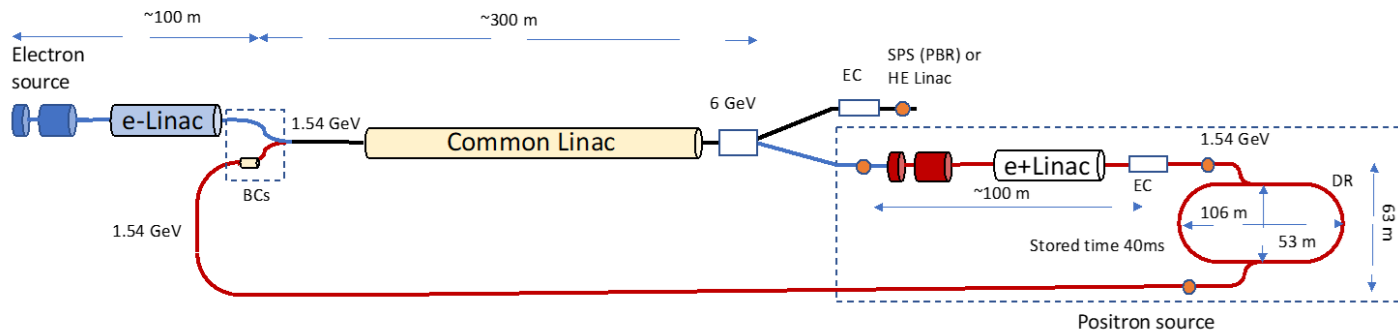 ~100 m
~300 m
Electron
source
e-Linac
1.54 GeV
BCs
1.54 GeV
Common Linac
6 GeV
EC
SPS (PBR) or
HE Linac
e+Linac
~100 m
EC
1.54 GeV
DR
106 m
53 m
63 m
Stored time 40ms
Positron source